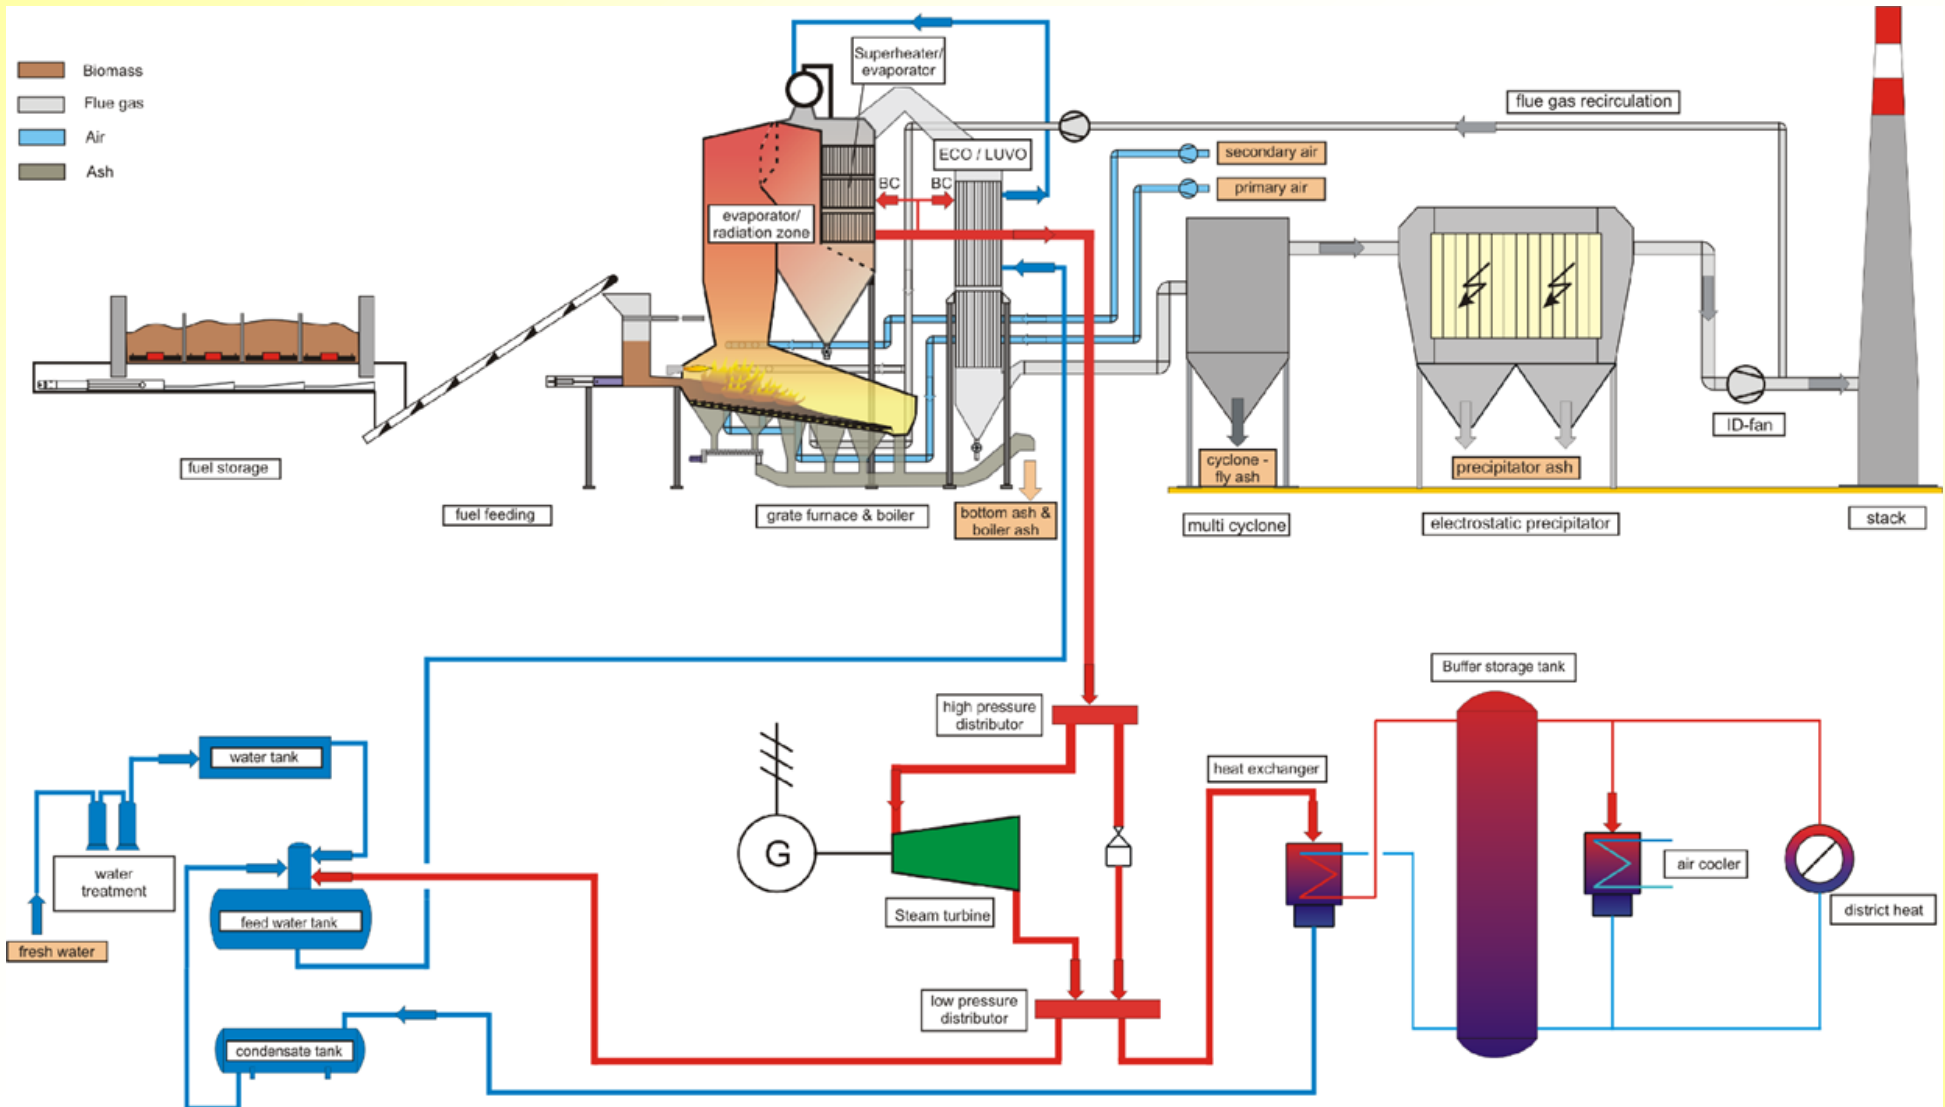 Biomass
Flue gas
Air
Ash
Superheater/
evaporator
flue gas recirculation
ECO / LUVO
secondary air
primary air
BC
BC
evaporator/
radiation zone
fuel storage
fuel feeding
grate furnace & boiler
bottom ash &
boiler ash
cyclone -
fly ash
multi cyclone
precipitator ash
electrostatic precipitator
ID-fan
stack
Buffer storage tank
high pressure
distributor
heat exchanger
water tank
water
treatment
feed water tank
fresh water
condensate tank
G
Steam turbine
low pressure
distributor
air cooler
district heat